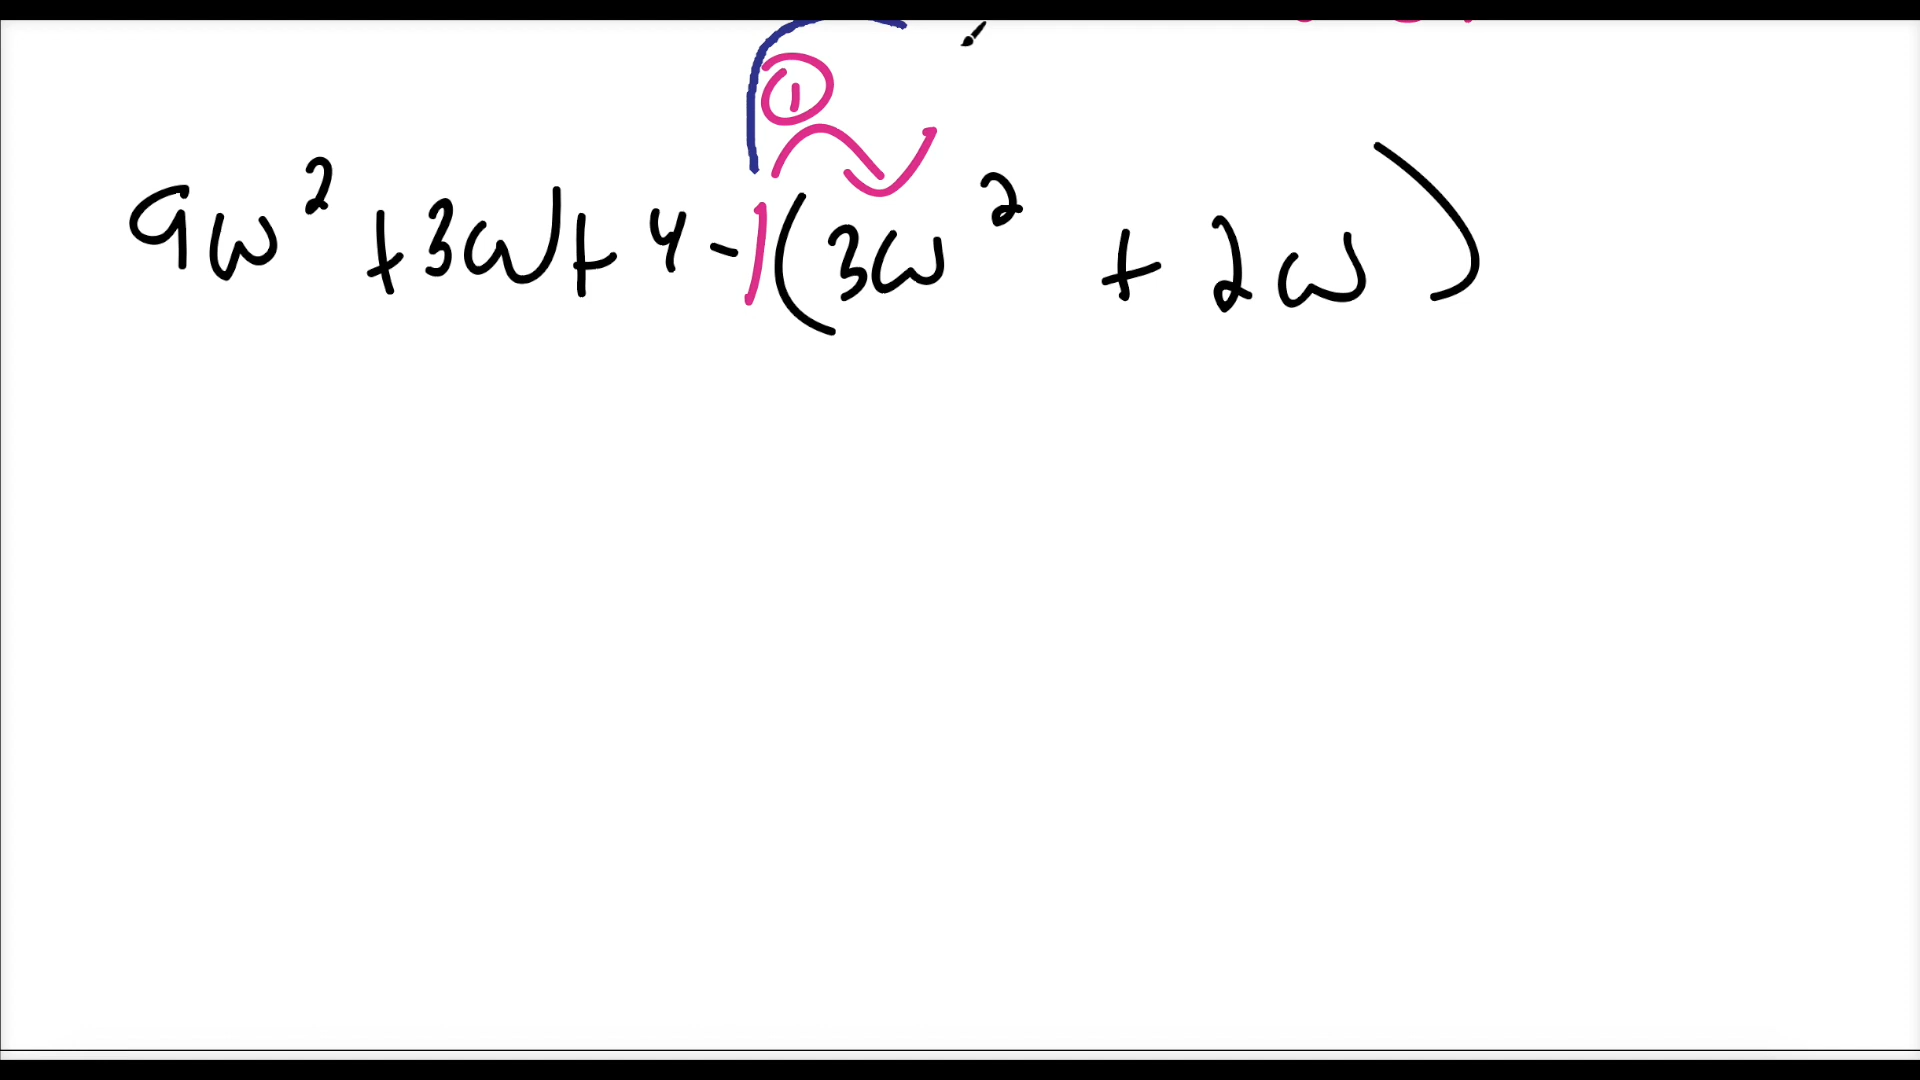 ①
9w² + 3w + 4 - 1(3w² + 2w)